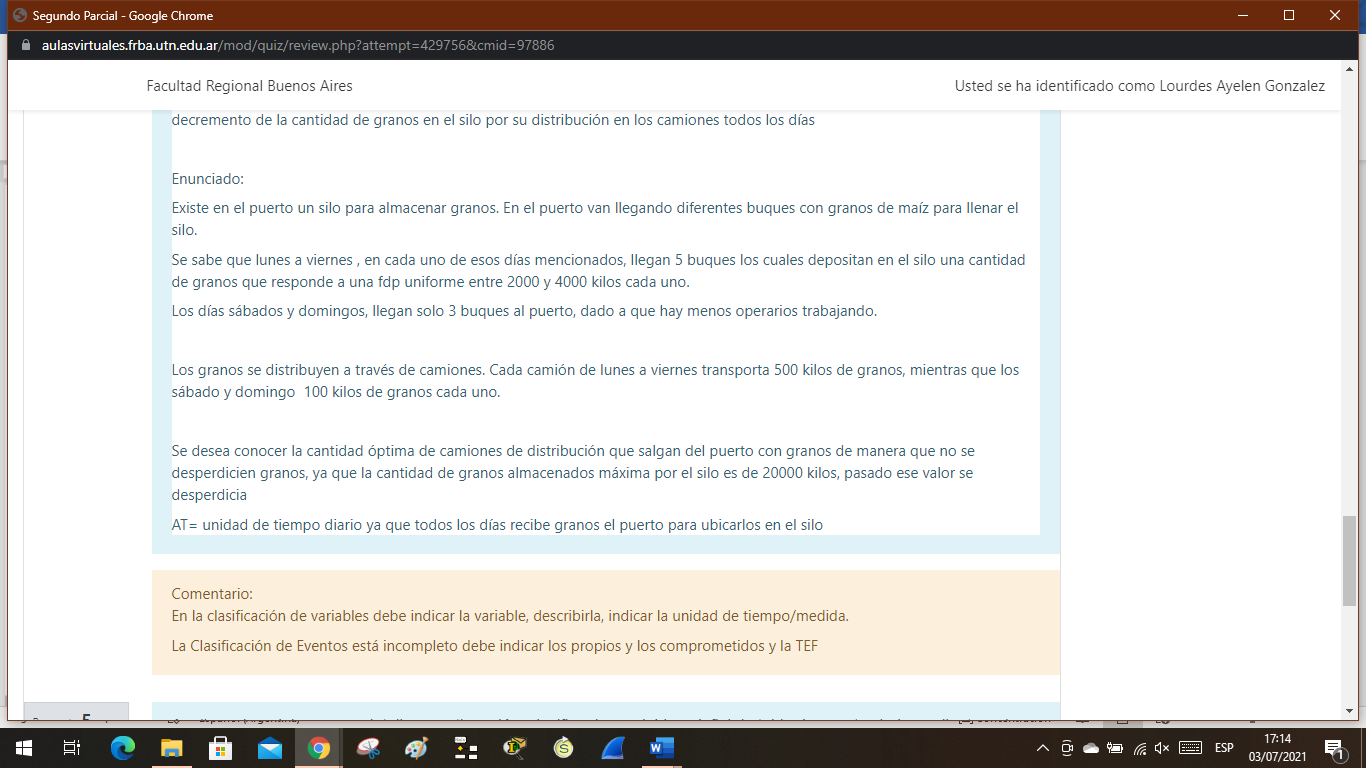 Segundo Parcial - Google Chrome
aulasvirtuales.frba.utn.edu.ar/mod/quiz/review.php?attempt=429756&cmid=97886
Facultad Regional Buenos Aires
Usted se ha identificado como Lourdes Ayelen Gonzalez
decremento de la cantidad de granos en el silo por su distribución en los camiones todos los días
Enunciado:
Existe en el puerto un silo para almacenar granos. En el puerto van llegando diferentes buques con granos de maíz para llenar el
silo.
Se sabe que lunes a viernes , en cada uno de esos días mencionados, llegan 5 buques los cuales depositan en el silo una cantidad
de granos que responde a una fdp uniforme entre 2000 y 4000 kilos cada uno.
Los días sábados y domingos, llegan solo 3 buques al puerto, dado a que hay menos operarios trabajando.
Los granos se distribuyen a través de camiones. Cada camión de lunes a viernes transporta 500 kilos de granos, mientras que los
sábado y domingo  100 kilos de granos cada uno.
Se desea conocer la cantidad óptima de camiones de distribución que salgan del puerto con granos de manera que no se
desperdicien granos, ya que la cantidad de granos almacenados máxima por el silo es de 20000 kilos, pasado ese valor se
desperdicia
AT= unidad de tiempo diario ya que todos los días recibe granos el puerto para ubicarlos en el silo
Comentario:
En la clasificación de variables debe indicar la variable, describirla, indicar la unidad de tiempo/medida.
La Clasificación de Eventos está incompleto debe indicar los propios y los comprometidos y la TEF
ESP
17:14
03/07/2021
1